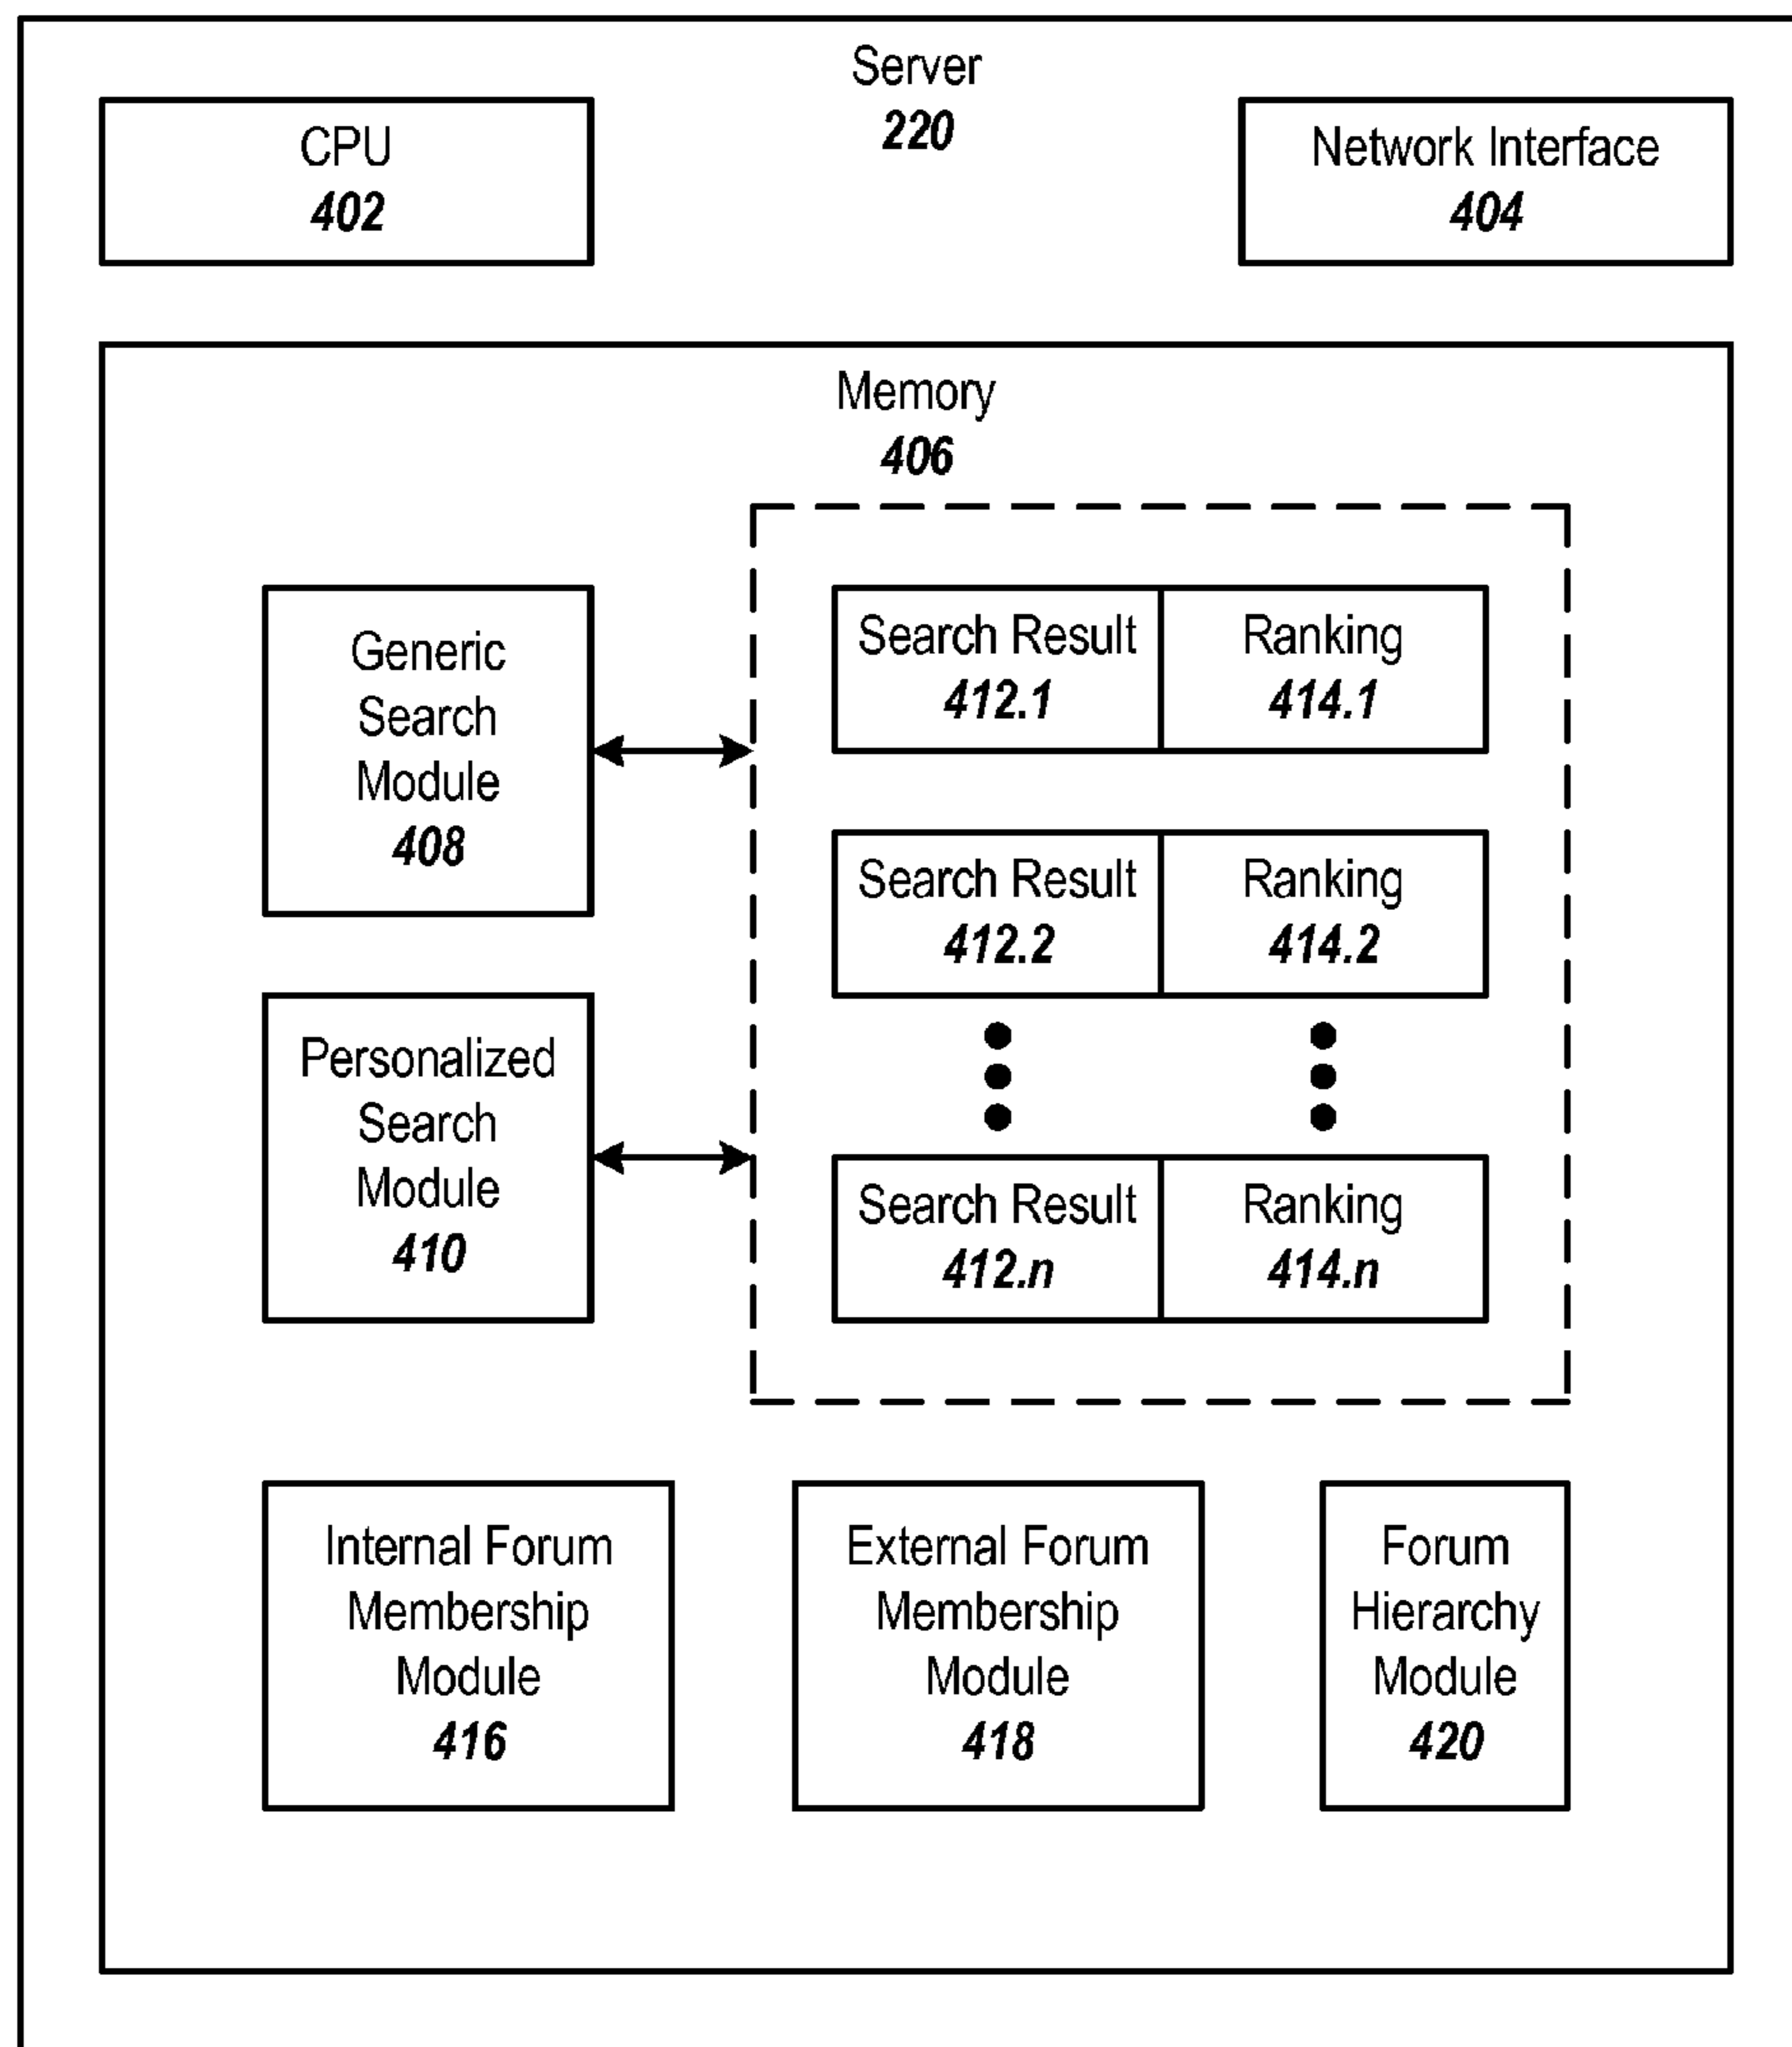 Server
220
CPU
402
Network Interface
404
Memory
406
Generic
Search
Module
408
Search Result
412.1
Ranking
414.1
Search Result
412.2
Ranking
414.2
Personalized
Search
Module
410
Search Result
412.n
Ranking
414.n
Internal Forum
Membership
Module
416
External Forum
Membership
Module
418
Forum
Hierarchy
Module
420